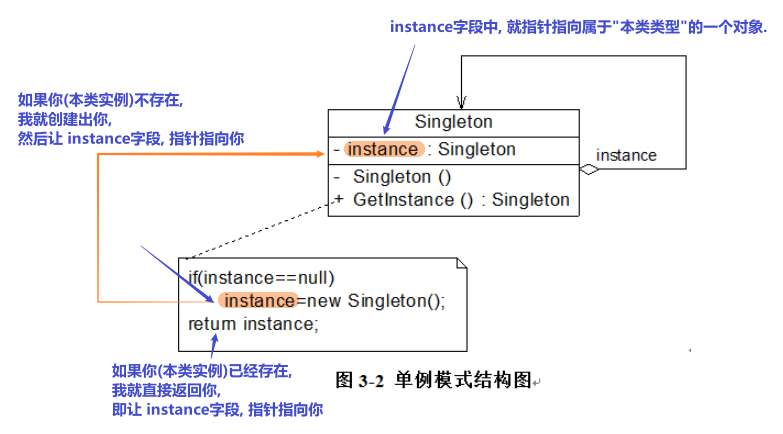 instance字段中, 就指针指向属于"本类类型"的一个对象.
如果你(本类实例)不存在,
我就创建出你,
然后让 instance字段, 指针指向你
Singleton
- instance : Singleton
instance
- Singleton ()
+ GetInstance () : Singleton
if(instance==null)
instance=new Singleton();
return instance;
如果你(本类实例)已经存在,
我就直接返回你,
即让 instance字段, 指针指向你
图 3-2 单例模式结构图